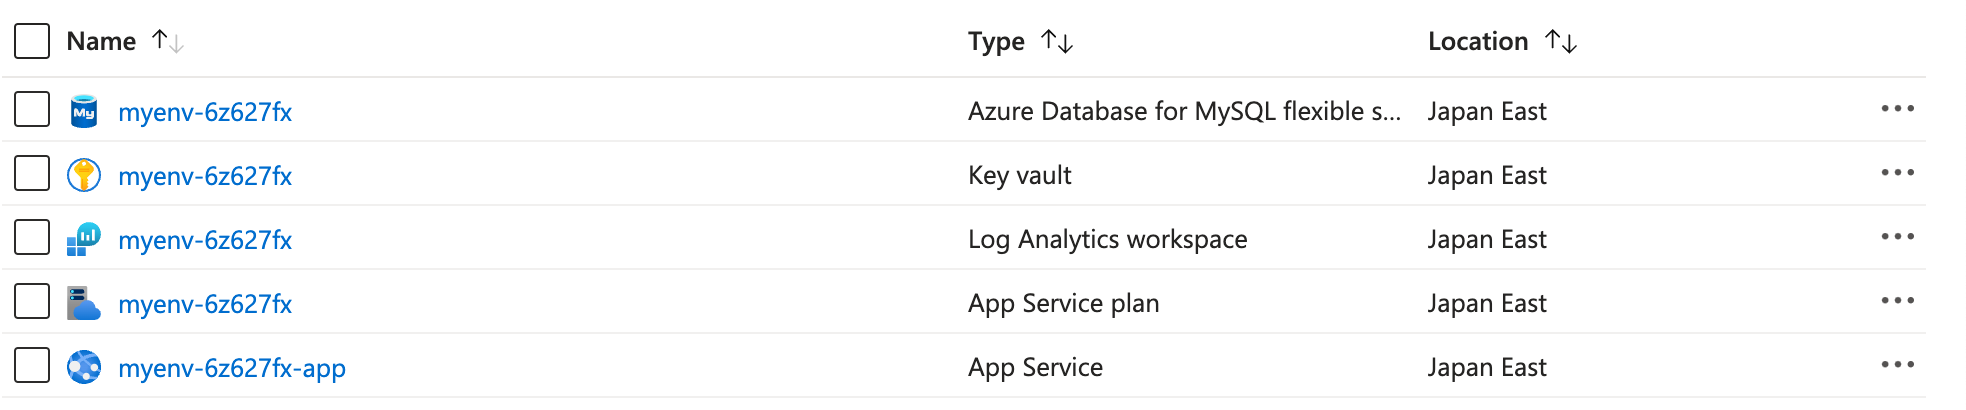 Name ↑↓ Type ↑↓ Location ↑↓
My myenv-6z627fx Azure Database for MySQL flexible s... Japan East ...
myenv-6z627fx Key vault Japan East ...
myenv-6z627fx Log Analytics workspace Japan East ...
myenv-6z627fx App Service plan Japan East ...
myenv-6z627fx-app App Service Japan East ...